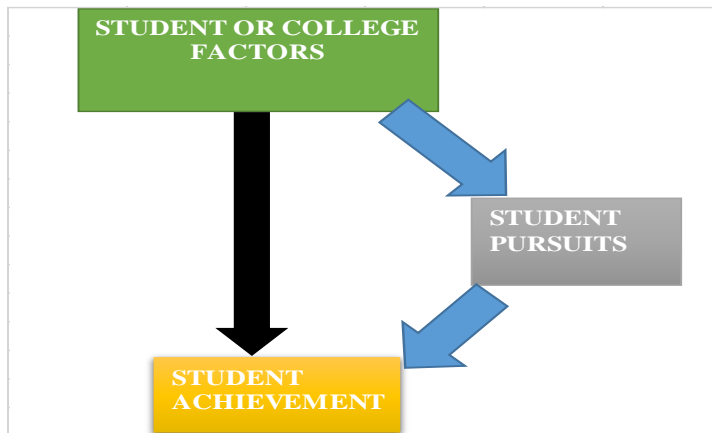 STUDENT OR COLLEGE
FACTORS
STUDENT
PURSUITS
STUDENT
ACHIEVEMENT